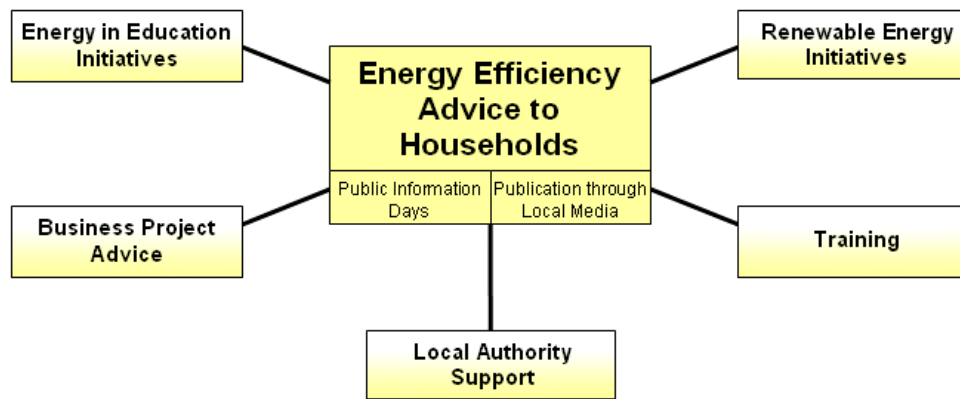 Energy in Education
Initiatives
Renewable Energy
Initiatives
Energy Efficiency
Advice to
Households
Public Information
Days
Publication through
Local Media
Business Project
Advice
Training
Local Authority
Support